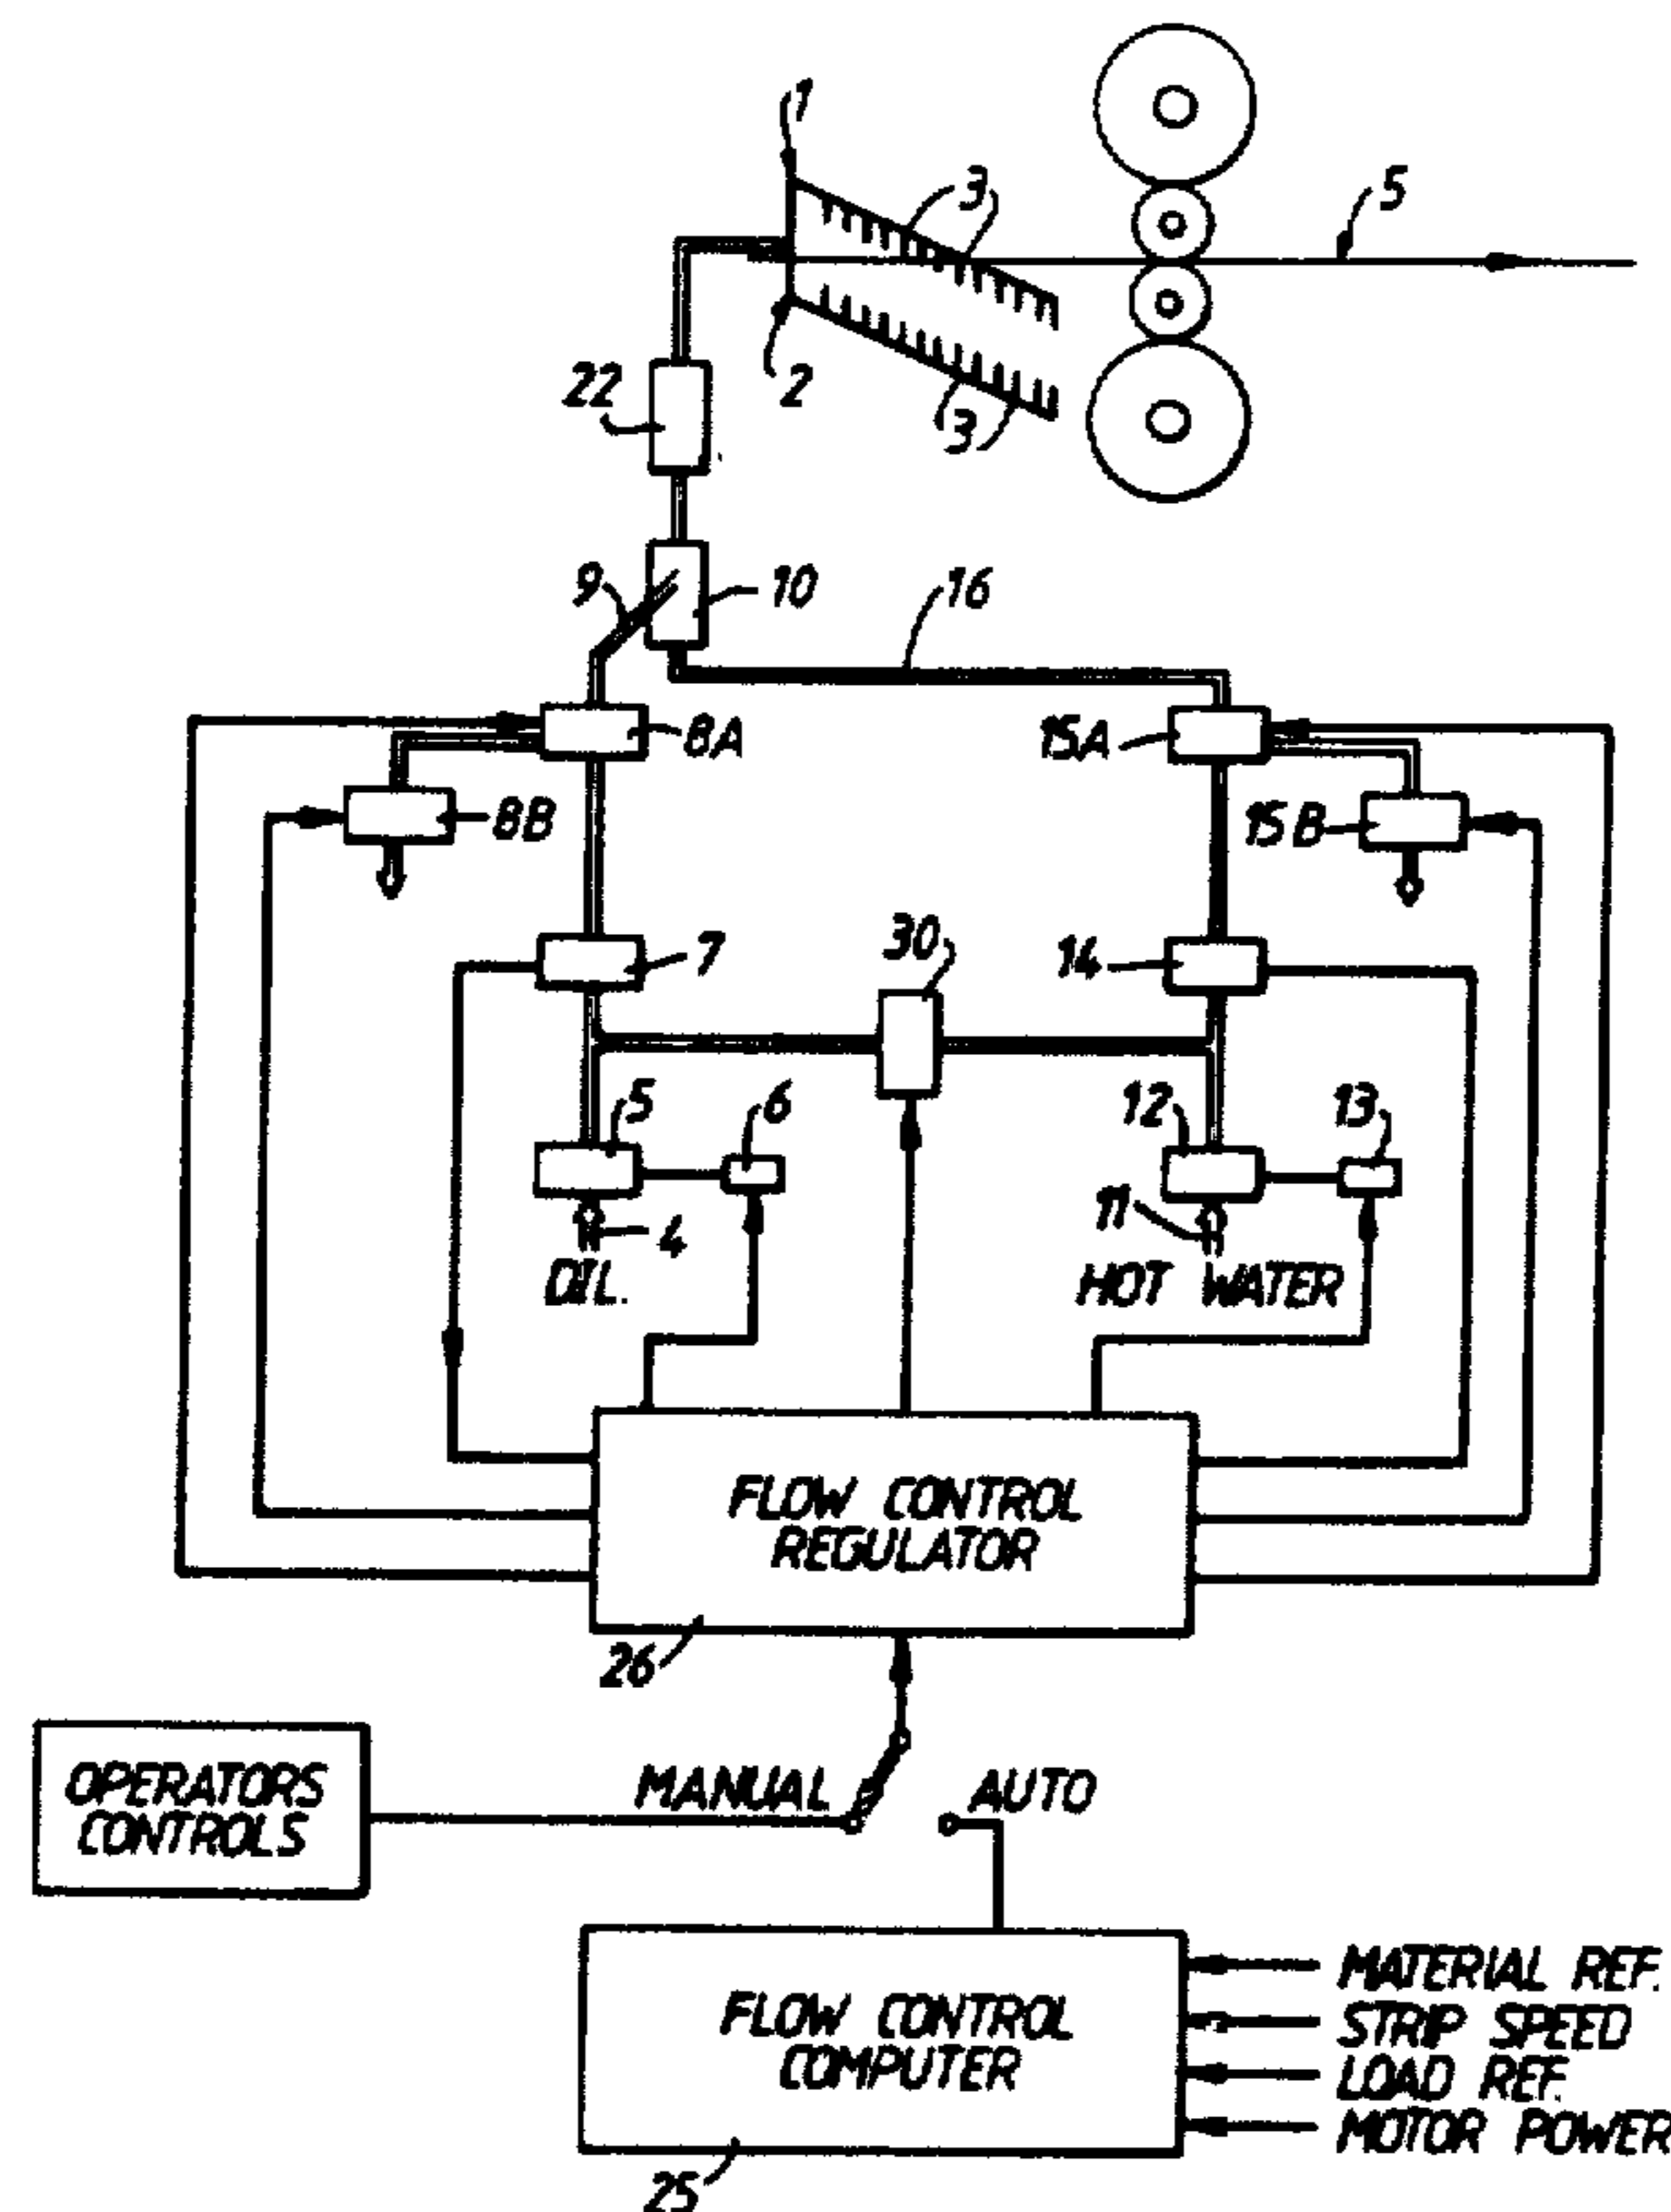 1
3
5
2
3
22
9
10
16
8A
15A
8B
15B
7
30
14
5
6
12
13
4
11
OIL.
HOT WATER
FLOW CONTROL
REGULATOR
26
OPERATORS
CONTROLS
MANUAL
AUTO
MATERIAL REF.
STRIP SPEED
LOAD REF.
MOTOR POWER
FLOW CONTROL
COMPUTER
25